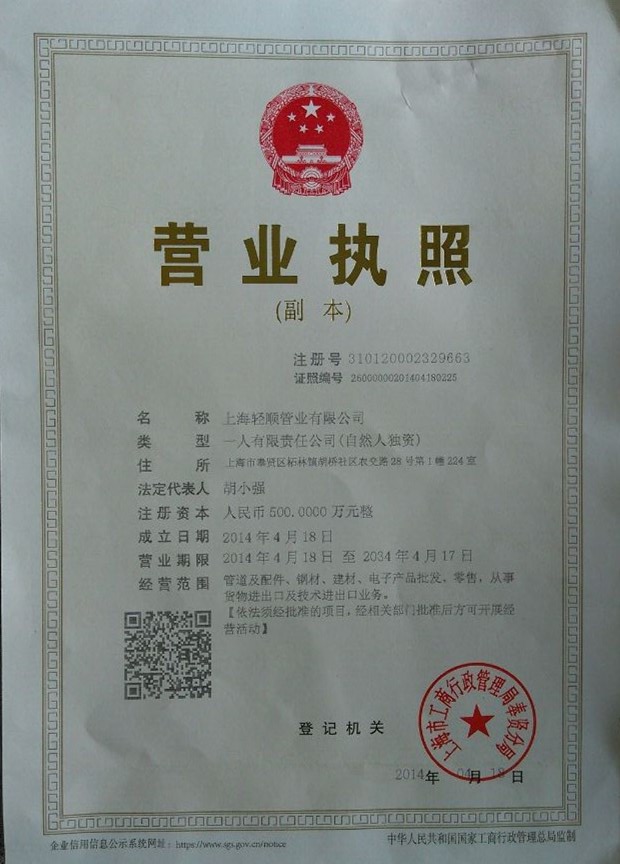 营业执照
(副 本)
注册号 310120002329663
证照编号 26000000201404180225
名 称 上海轻顺管业有限公司
类 型 一人有限责任公司(自然人独资)
住 所 上海市奉贤区柘林镇胡桥社区农交路28号第1幢224室
法定代表人 胡小强
注册资本 人民币500.0000万元整
成立日期 2014年4月18日
营业期限 2014年4月18日 至 2034年4月17日
经营范围 管道及配件、钢材、建材、电子产品批发、零售,从事
货物进出口及技术进出口业务。
【依法须经批准的项目,经相关部门批准后方可开展经
营活动】
登记机关
上海市工商行政管理局奉贤分局
2014年 04月 18日
企业信用信息公示系统网址: https://www.sgs.gov.cn/notice
中华人民共和国国家工商行政管理总局监制